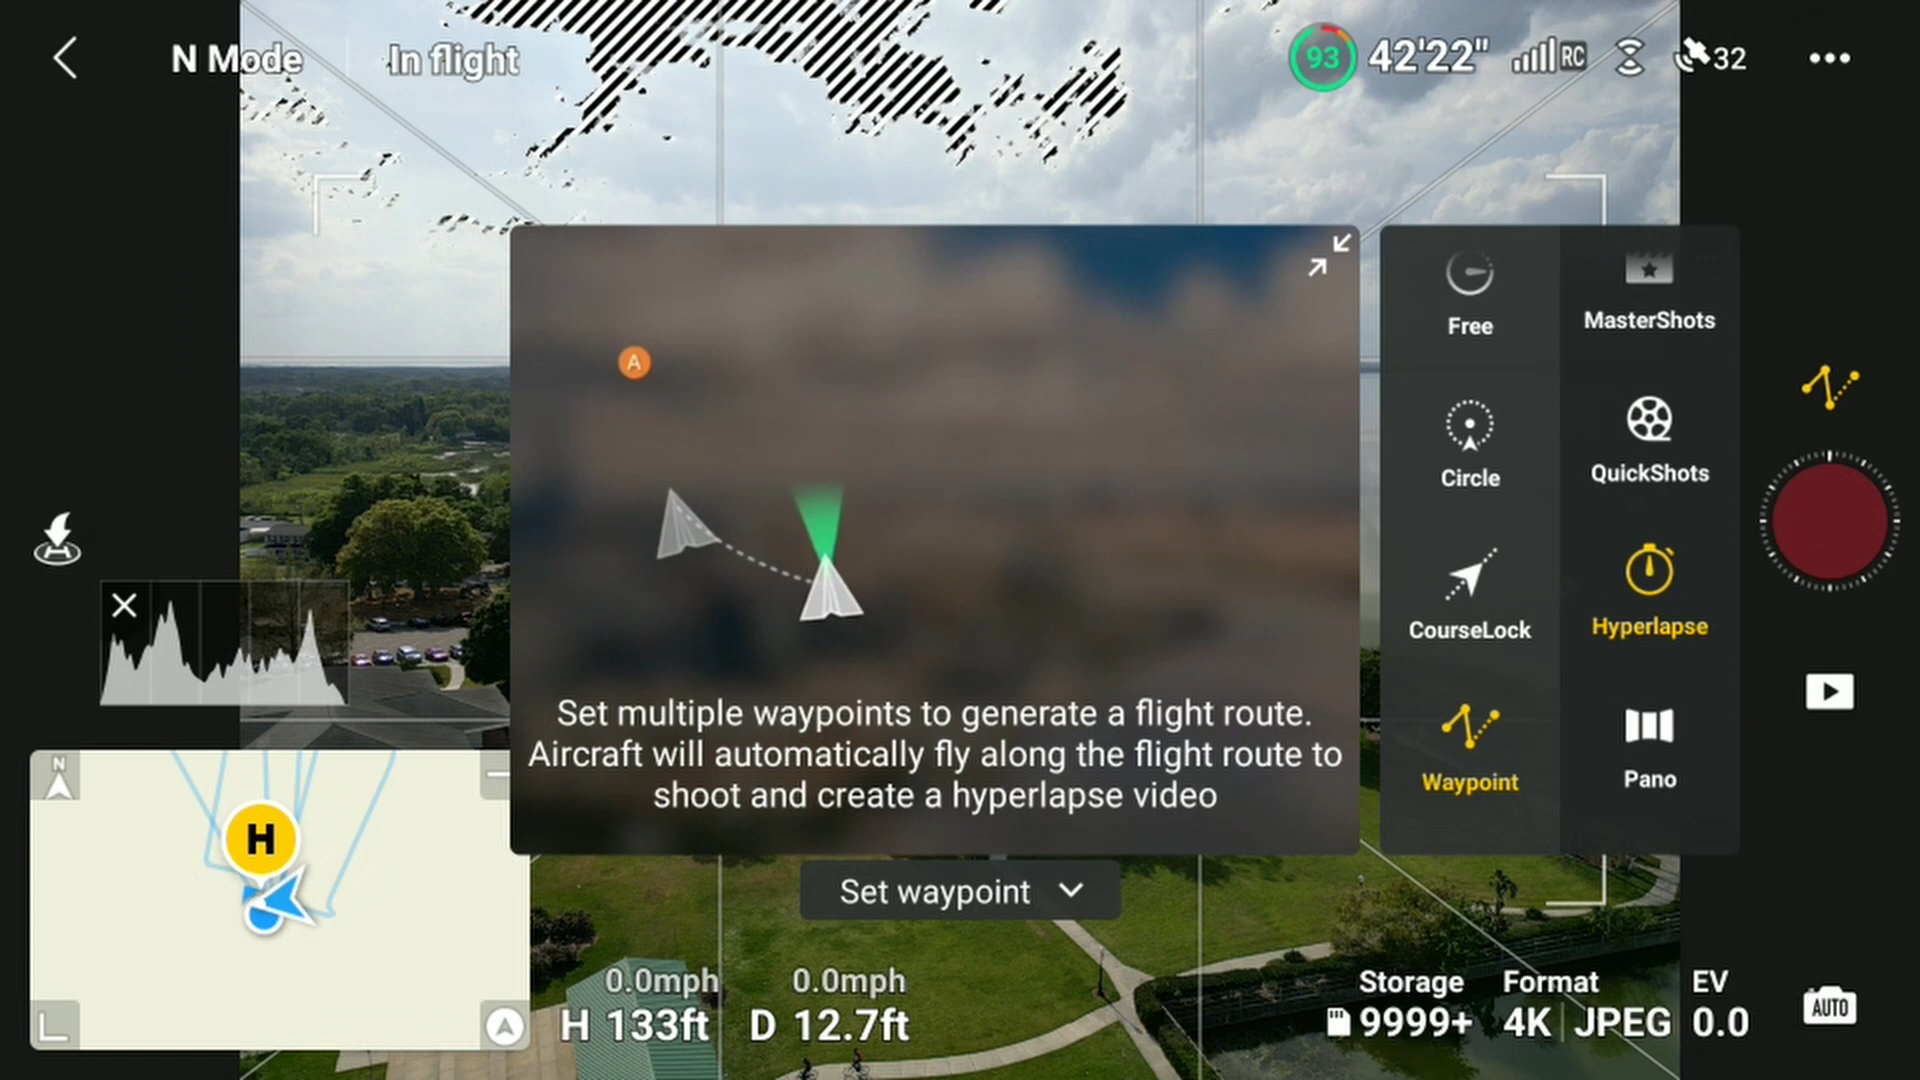 N Mode
In flight
93
42'22"
RC
32
A
Set multiple waypoints to generate a flight route.
Aircraft will automatically fly along the flight route to
shoot and create a hyperlapse video
Free
MasterShots
Circle
QuickShots
CourseLock
Hyperlapse
Waypoint
Pano
N
H
Set waypoint
0.0mph
0.0mph
H 133ft
D 12.7ft
Storage
Format
EV
9999+
4K JPEG
0.0
AUTO